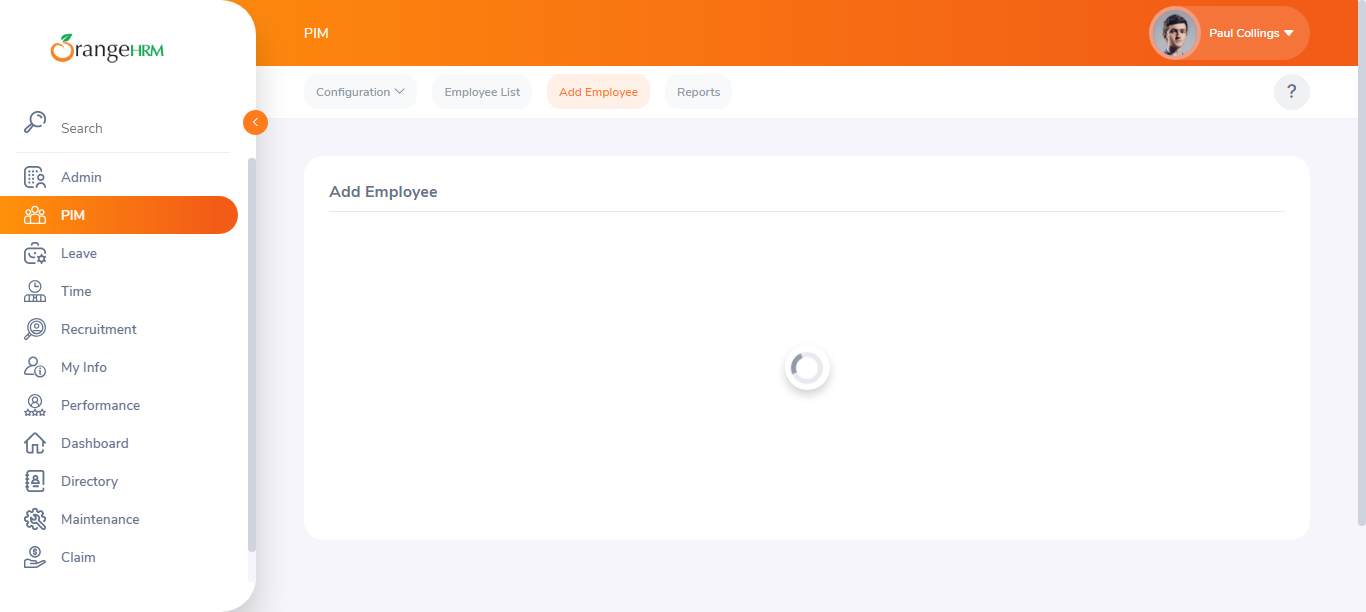 OrangeHRM
Search
Admin
PIM
Leave
Time
Recruitment
My Info
Performance
Dashboard
Directory
Maintenance
Claim
PIM
Paul Collings
Configuration
Employee List
Add Employee
Reports
?
Add Employee